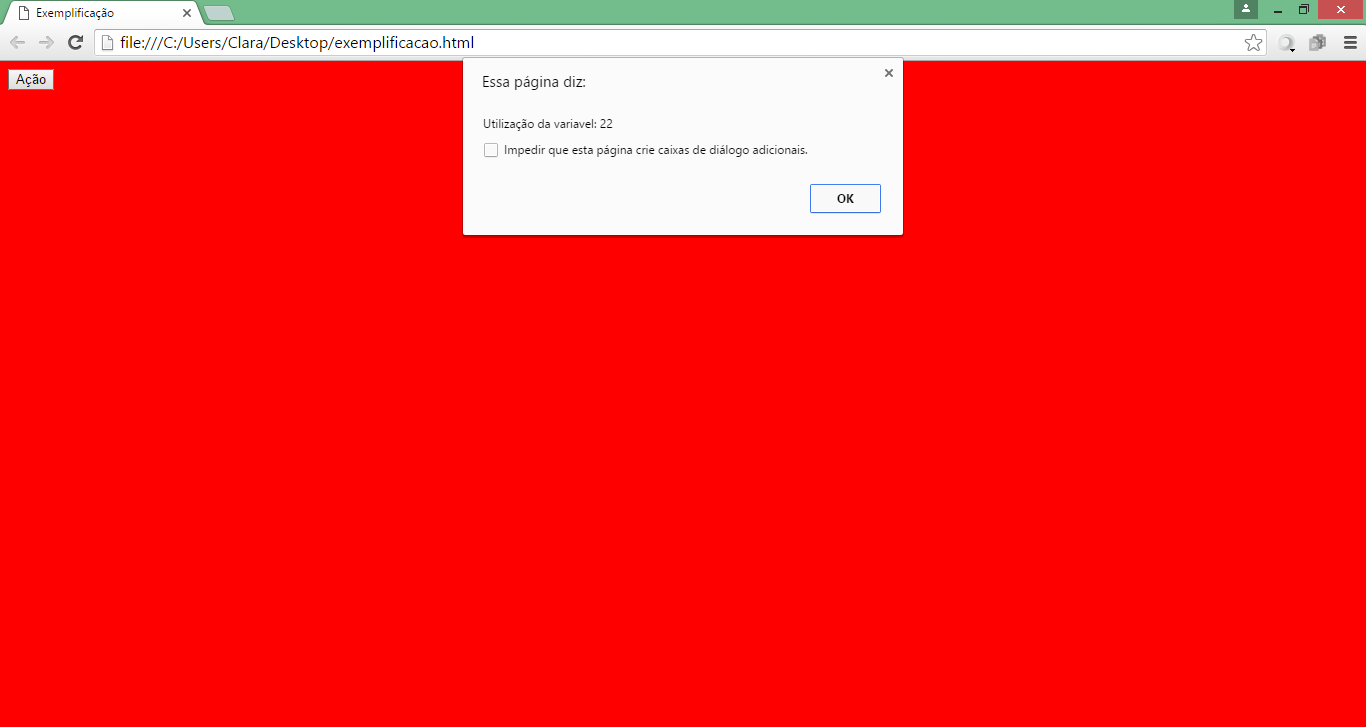 Exemplificação
file:///C:/Users/Clara/Desktop/exemplificacao.html
Ação
Essa página diz:
Utilização da variavel: 22
Impedir que esta página crie caixas de diálogo adicionais.
OK